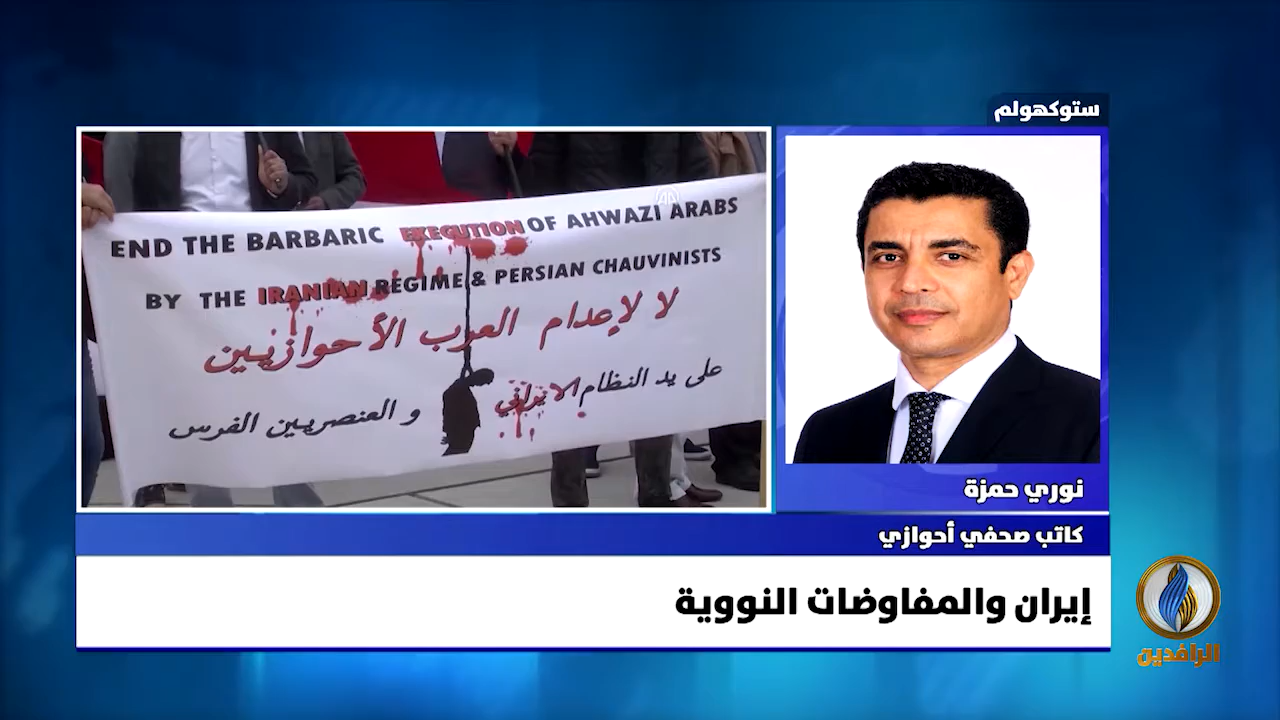 ستوكهولم
END THE BARBARIC EXECUTION OF AHWAZI ARABS
BY THE IRANIAN REGIME & PERSIAN CHAUVINISTS
لا لإعدام العرب الأحوازيين
على يد النظام الايراني و العنصريين الفرس
نوري حمزة
كاتب صحفي أحوازي
إيران والمفاوضات النووية
الرافدين